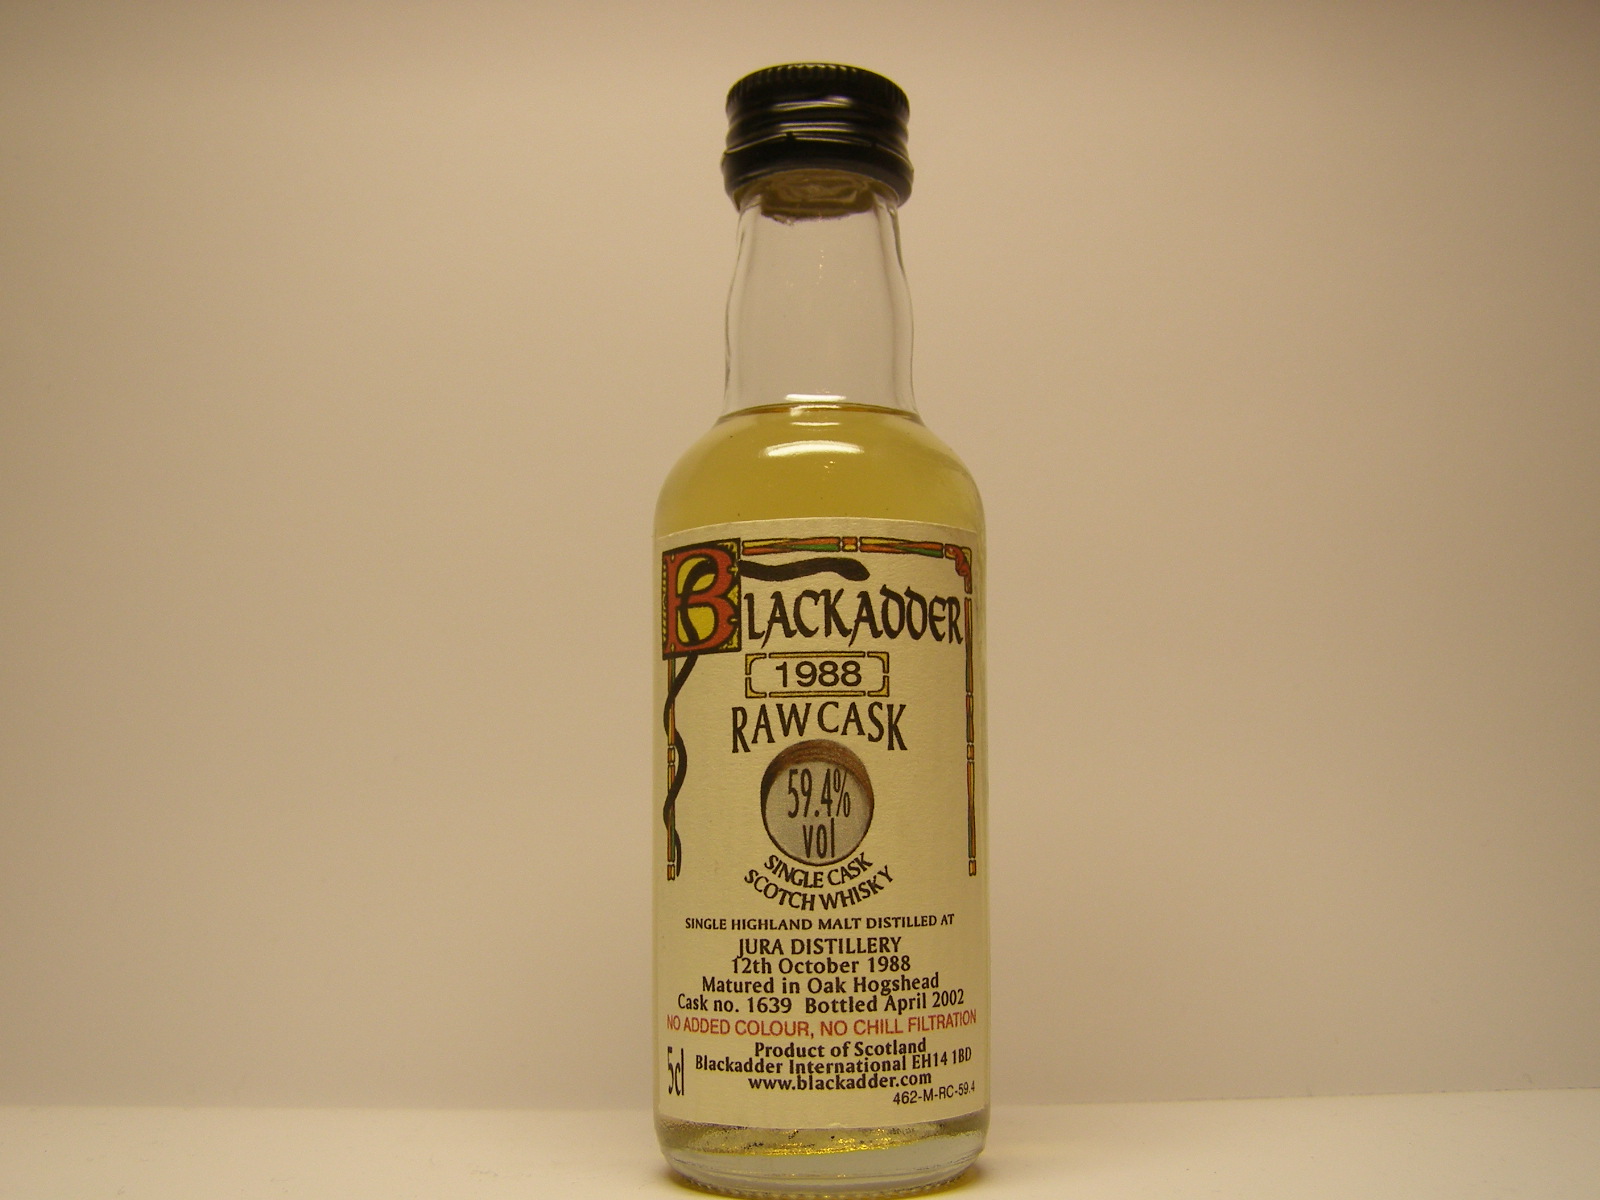 BLACKADDER
1988
RAW CASK
59.4%
vol
SINGLE CASK
SCOTCH WHISKY
SINGLE HIGHLAND MALT DISTILLED AT
JURA DISTILLERY
12th October 1988
Matured in Oak Hogshead
Cask no. 1639 Bottled April 2002
NO ADDED COLOUR, NO CHILL FILTRATION
Product of Scotland
5cl Blackadder International EH14 1BD
www.blackadder.com
462-M-RC-59.4